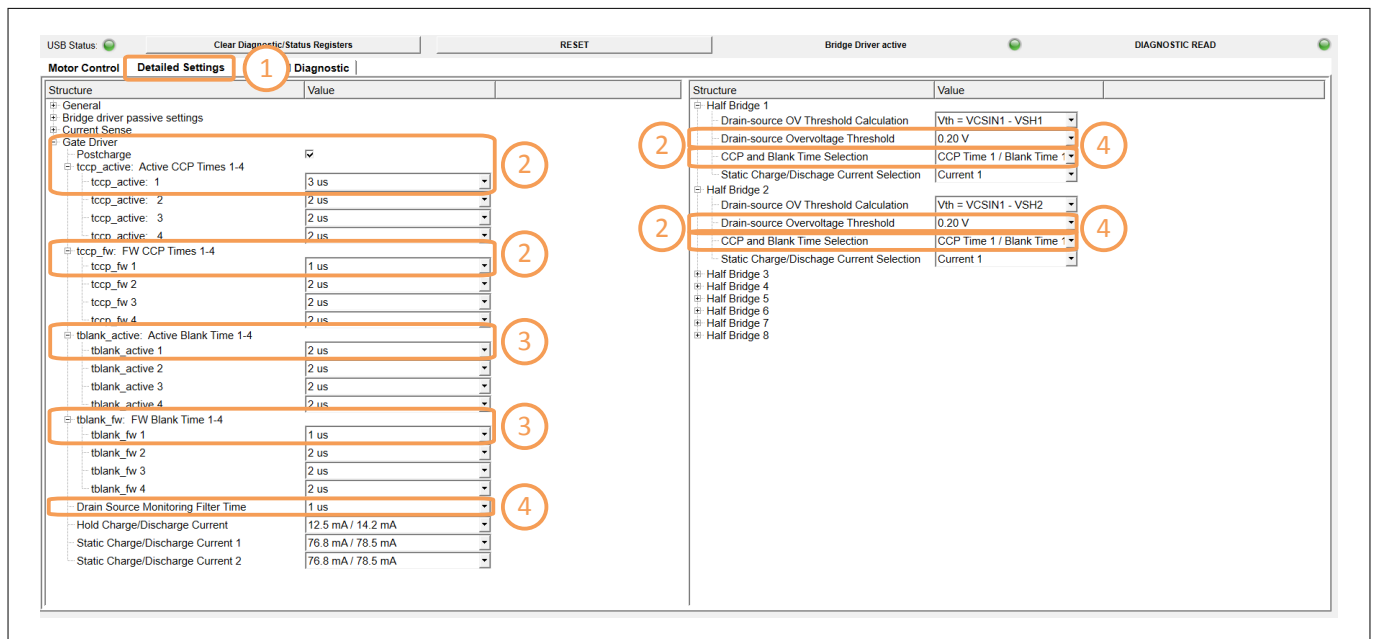 USB Status: Clear Diagnostic/Status Registers RESET Bridge Driver active DIAGNOSTIC READ
Motor Control Detailed Settings 1 Diagnostic
Structure Value
General
Bridge driver passive settings
Current Sense
Gate Driver
Postcharge
2
tccp_active: Active CCP Times 1-4
tccp_active: 1 3 us
tccp_active: 2 2 us
tccp_active: 3 2 us
tccp_active: 4 2 us
tccp_fw: FW CCP Times 1-4
2
tccp_fw 1 1 us
tccp_fw 2 2 us
tccp_fw 3 2 us
tccp_fw 4 2 us
tblank_active: Active Blank Time 1-4
3
tblank_active 1 2 us
tblank_active 2 2 us
tblank_active 3 2 us
tblank_active 4 2 us
tblank_fw: FW Blank Time 1-4
3
tblank_fw 1 1 us
tblank_fw 2 2 us
tblank_fw 3 2 us
tblank_fw 4 2 us
Drain Source Monitoring Filter Time 1 us 4
Hold Charge/Discharge Current 12.5 mA / 14.2 mA
Static Charge/Discharge Current 1 76.8 mA / 78.5 mA
Static Charge/Discharge Current 2 76.8 mA / 78.5 mA
Structure Value
Half Bridge 1
Drain-source OV Threshold Calculation Vth = VCSIN1 - VSH1
2 Drain-source Overvoltage Threshold 0.20 V 4
CCP and Blank Time Selection CCP Time 1 / Blank Time 1
Static Charge/Dischage Current Selection Current 1
Half Bridge 2
Drain-source OV Threshold Calculation Vth = VCSIN1 - VSH2
2 Drain-source Overvoltage Threshold 0.20 V 4
CCP and Blank Time Selection CCP Time 1 / Blank Time 1
Static Charge/Dischage Current Selection Current 1
Half Bridge 3
Half Bridge 4
Half Bridge 5
Half Bridge 6
Half Bridge 7
Half Bridge 8